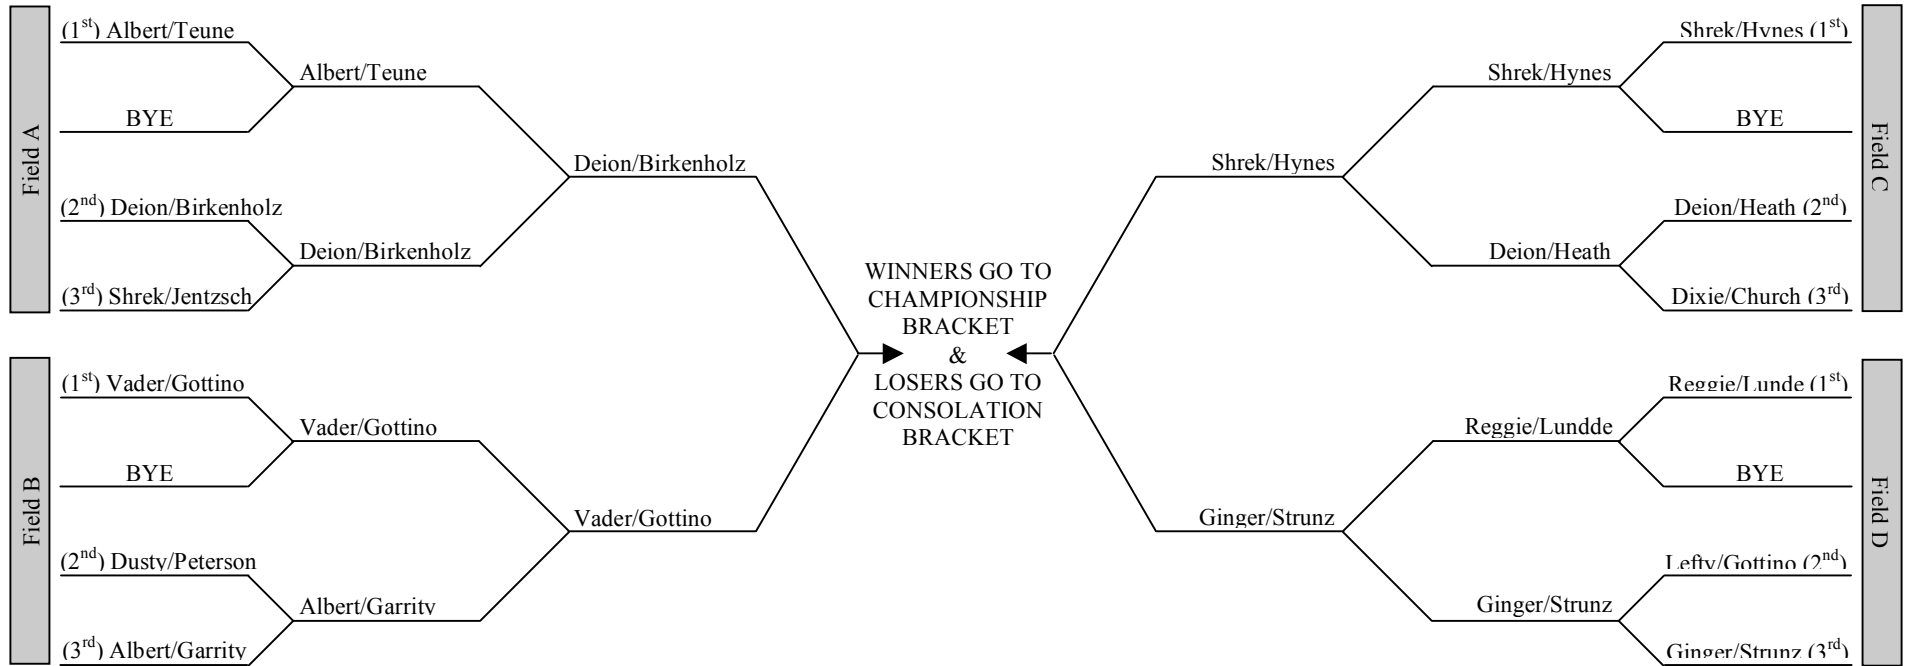 Field A
(1st) Albert/Teune
BYE
(2nd) Deion/Birkenholz
(3rd) Shrek/Jentzsch
Albert/Teune
Deion/Birkenholz
Deion/Birkenholz
Field B
(1st) Vader/Gottino
BYE
(2nd) Dusty/Peterson
(3rd) Albert/Garrity
Vader/Gottino
Albert/Garrity
Vader/Gottino
WINNERS GO TO
CHAMPIONSHIP
BRACKET
&
LOSERS GO TO
CONSOLATION
BRACKET
Shrek/Hynes
Shrek/Hynes
Deion/Heath
Shrek/Hynes (1st)
BYE
Deion/Heath (2nd)
Dixie/Church (3rd)
Field C
Ginger/Strunz
Reggie/Lundde
Ginger/Strunz
Reggie/Lunde (1st)
BYE
Lefty/Gottino (2nd)
Ginger/Strunz (3rd)
Field D